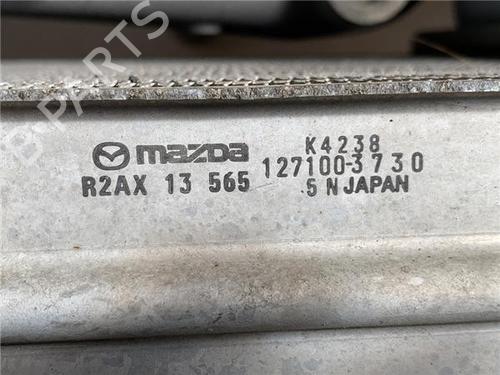 mazda K4238
R2AX 13 565 127100-3730
5 N JAPAN
B-Parts